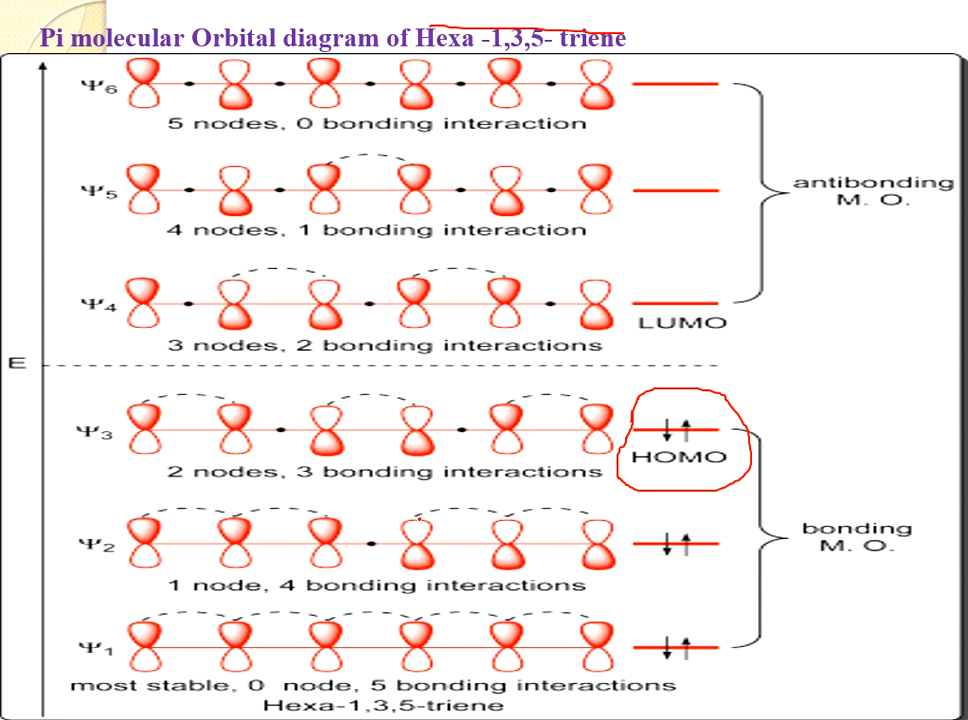 Pi molecular Orbital diagram of Hexa -1,3,5- triene
Ψ6
5 nodes, 0 bonding interaction
Ψ5
4 nodes, 1 bonding interaction
antibonding
M. O.
Ψ4
LUMO
3 nodes, 2 bonding interactions
E
Ψ3
HOMO
2 nodes, 3 bonding interactions
bonding
M. O.
Ψ2
1 node, 4 bonding interactions
Ψ1
most stable, 0 node, 5 bonding interactions
Hexa-1,3,5-triene